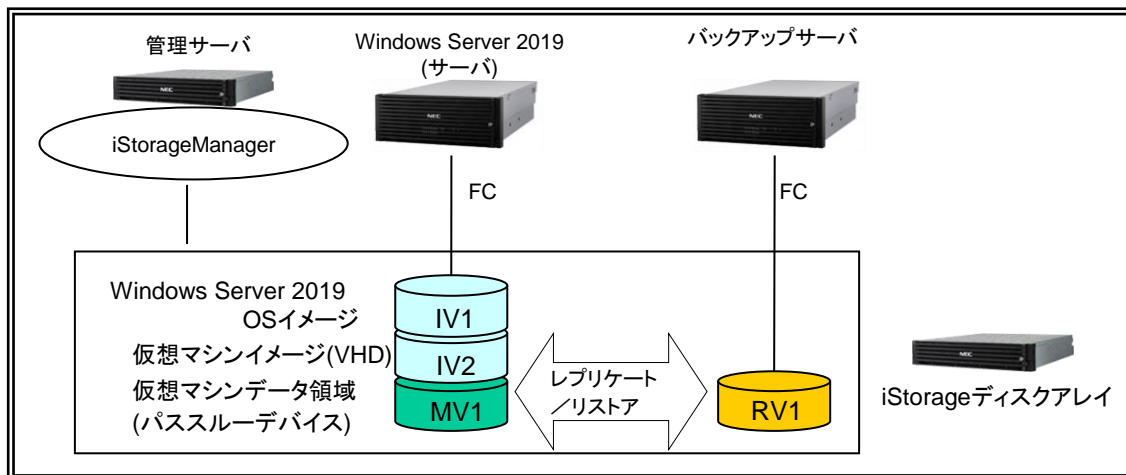 管理サーバ
Windows Server 2019
(サーバ)
バックアップサーバ
NEC
NEC
NEC
iStorageManager
FC
FC
Windows Server 2019
OSイメージ
IV1
仮想マシンイメージ(VHD)
IV2
仮想マシンデータ領域
(パススルーデバイス)
MV1
レプリケート
／リストア
RV1
NEC
iStorageディスクアレイ